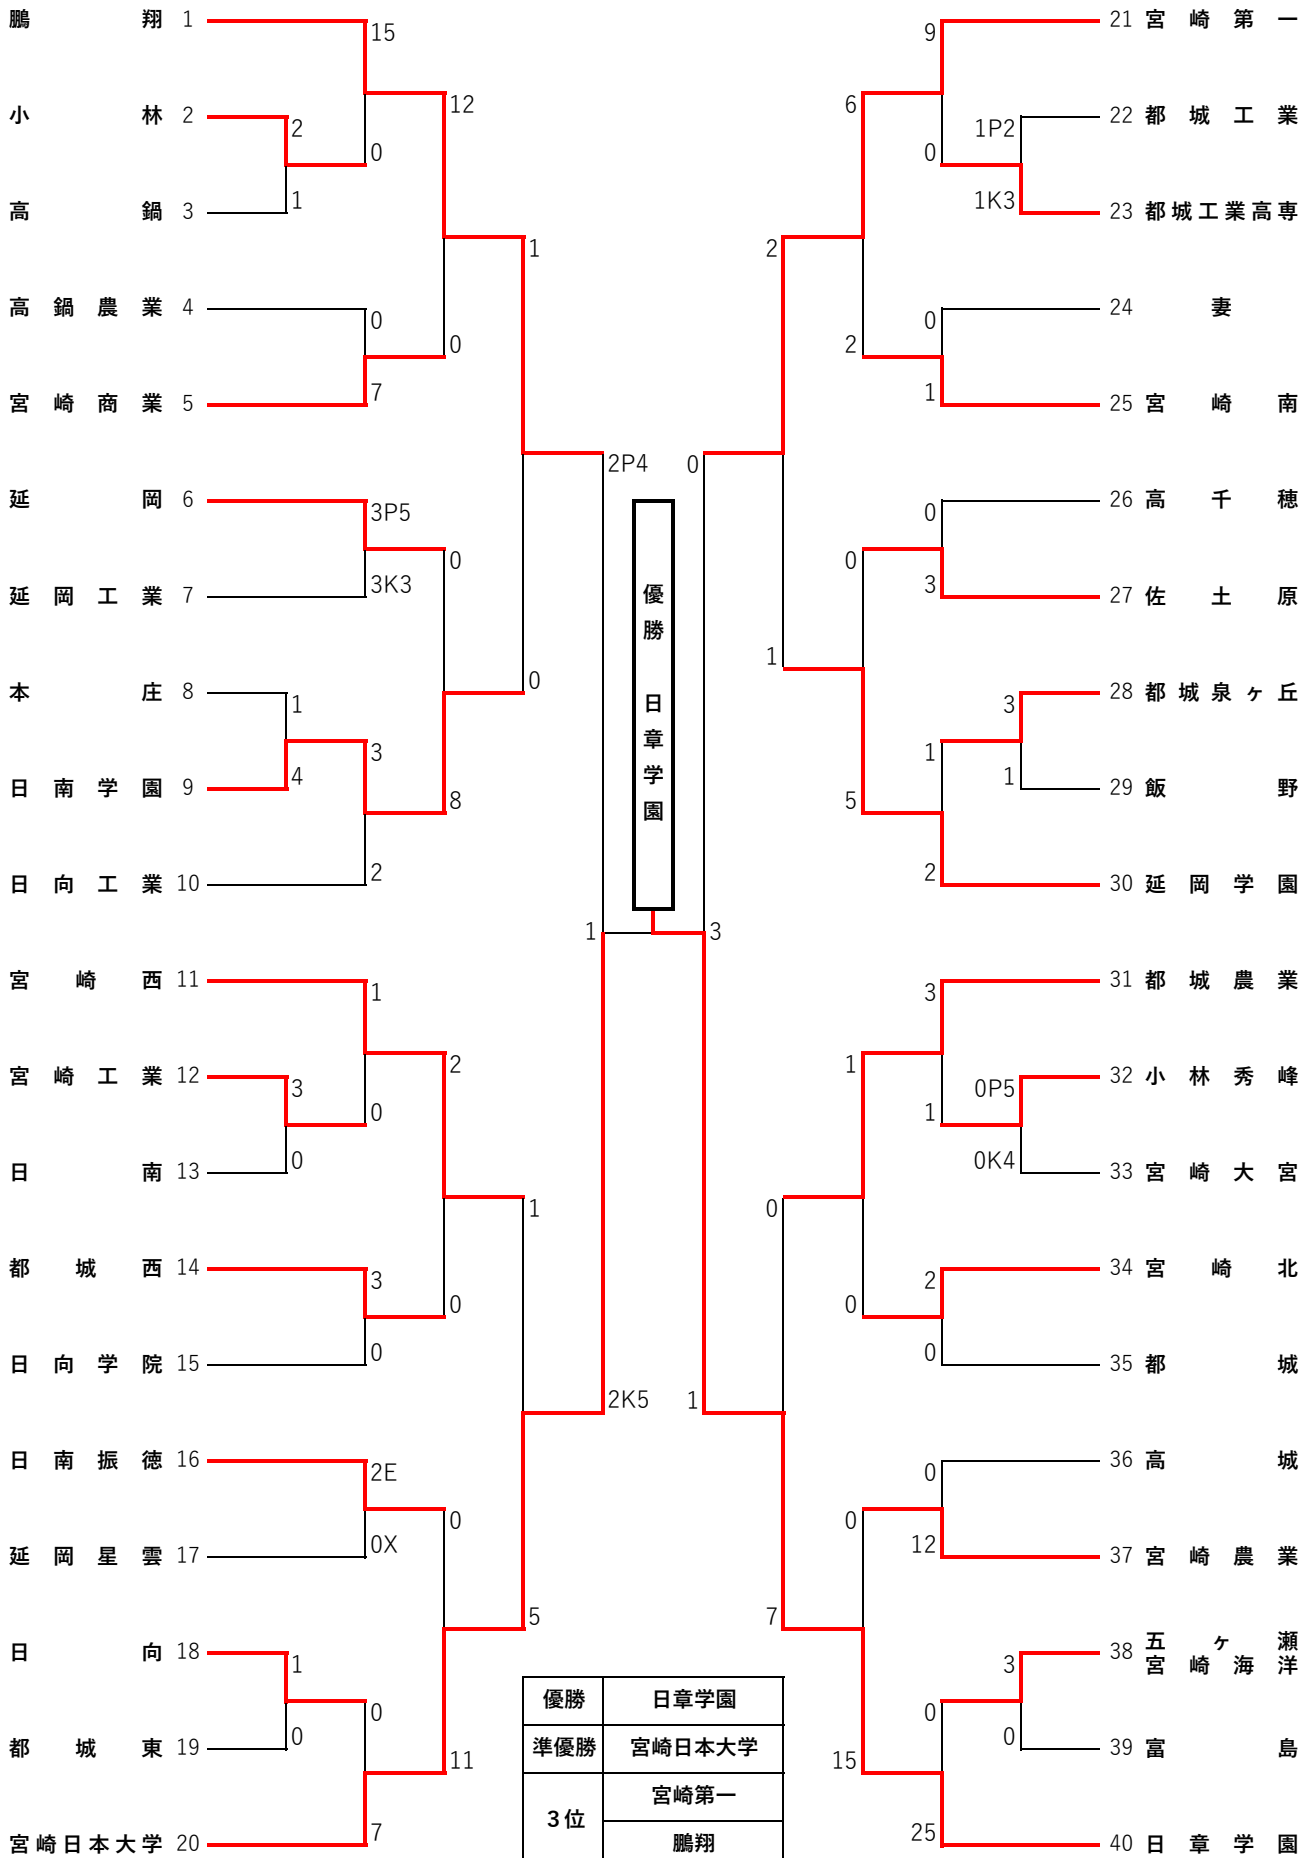 鵬翔 1
15
12
小林 2
2
0
1
高鍋 3
1
高鍋農業 4
0
0
7
宮崎商業 5
2P4
延岡 6
3P5
0
3K3
延岡工業 7
0
本庄 8
1
3
4
日南学園 9
8
2
日向工業 10
1
宮崎西 11
1
2
宮崎工業 12
3
0
0
日南 13
1
都城西 14
3
0
0
日向学院 15
2K5
日南振徳 16
2E
0
0X
延岡星雲 17
5
日向 18
1
0
0
都城東 19
11
7
宮崎日本大学 20
優勝 日章学園
21 宮崎第一
9
6
22 都城工業
1P2
0
1K3
23 都城工業高専
2
24 妻
0
2
1
25 宮崎南
0
26 高千穂
0
0
3
27 佐土原
1
28 都城泉ヶ丘
3
1
1
29 飯野
5
2
30 延岡学園
3
31 都城農業
3
1
32 小林秀峰
0P5
1
0K4
33 宮崎大宮
0
34 宮崎北
2
0
0
35 都城
1
36 高城
0
0
12
37 宮崎農業
7
38 五ヶ瀬
宮崎海洋
3
0
0
39 富島
15
25
40 日章学園
優勝 日章学園
準優勝 宮崎日本大学
3位 宮崎第一
鵬翔